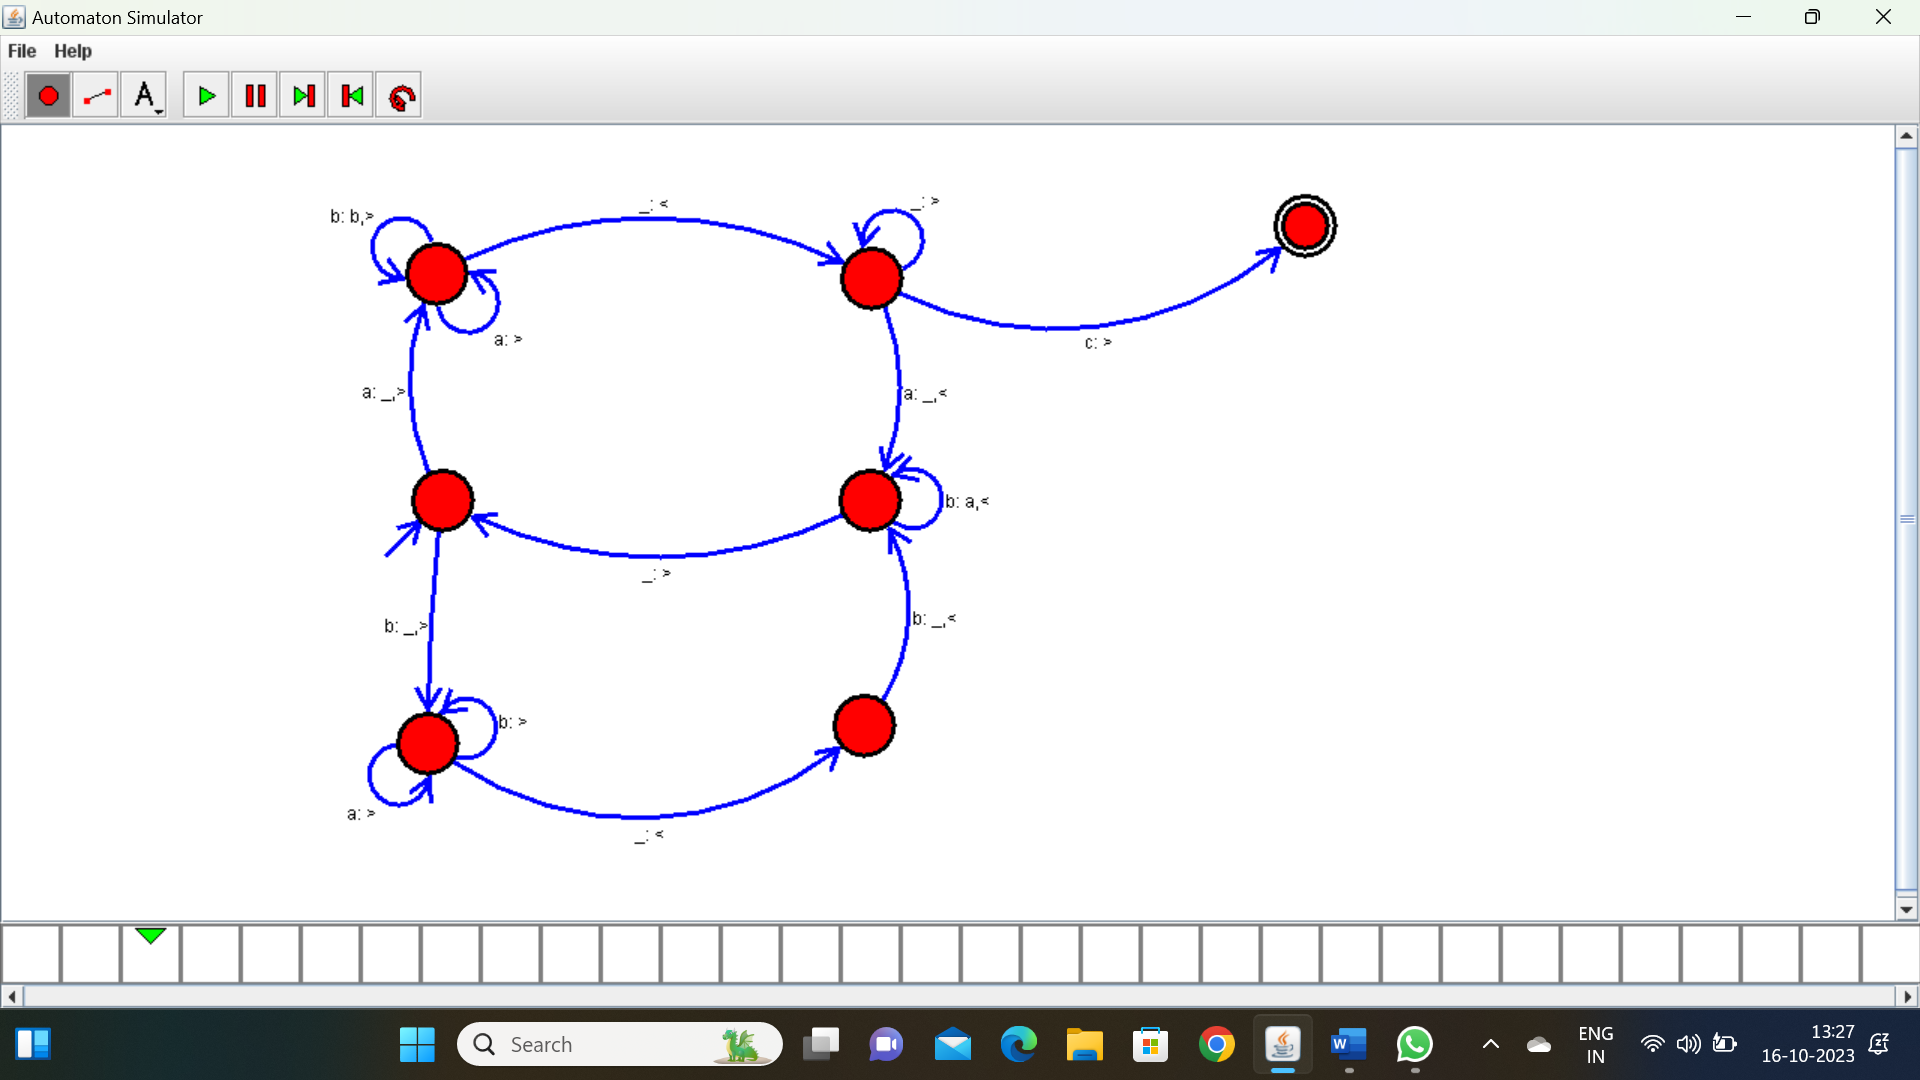 Automaton Simulator
File Help
A
_: <
_: >
b: b,>
a: >
c: >
a: _,>
a: _,<
b: a,<
_: >
b: _,>
b: _,<
b: >
a: >
_: <
Search
W
ENG
IN
13:27
16-10-2023